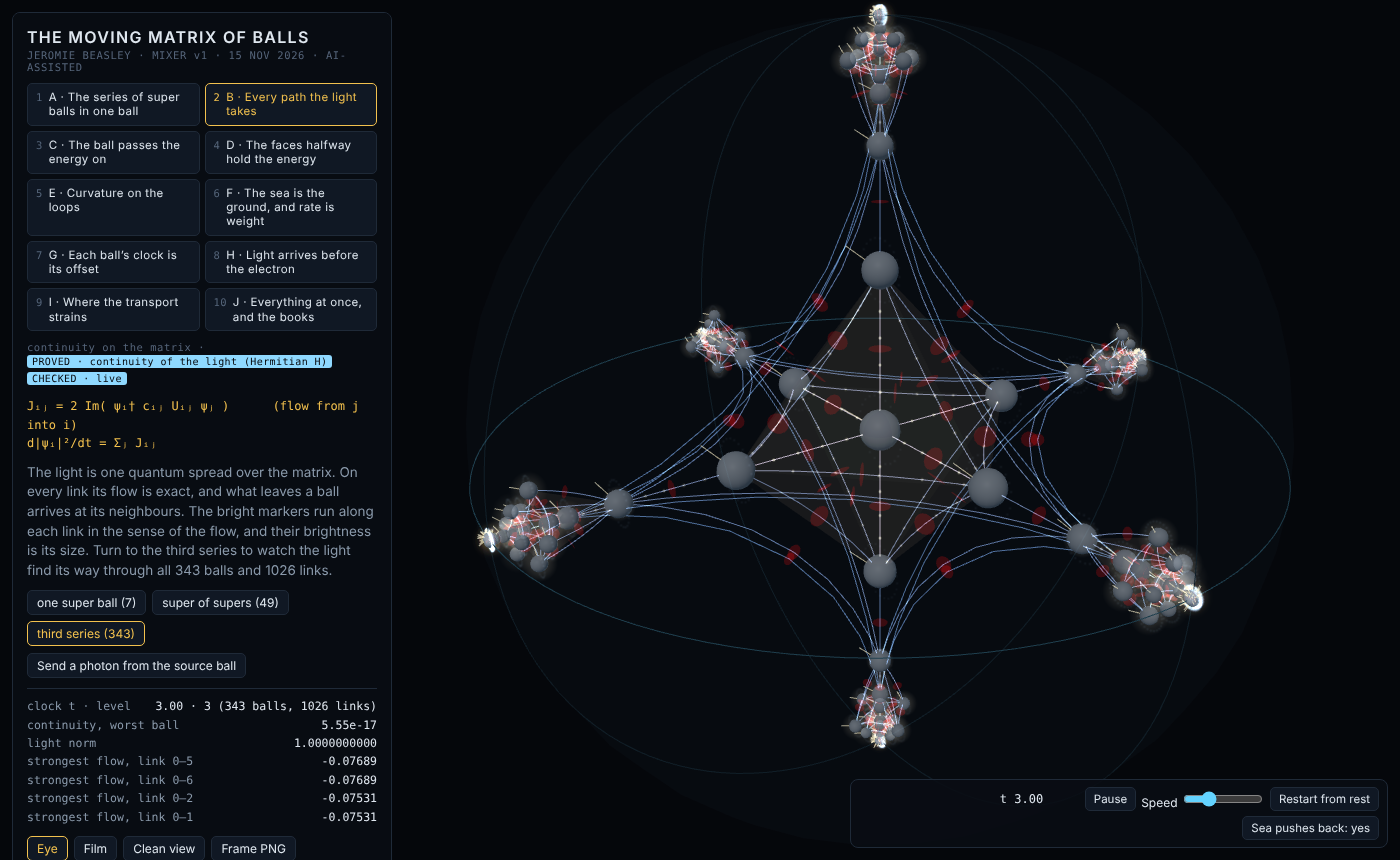 THE MOVING MATRIX OF BALLS
JEROMIE BEASLEY · MIXER v1 · 15 NOV 2026 · AI-
ASSISTED
1 A · The series of super
balls in one ball
2 B · Every path the light
takes
3 C · The ball passes the
energy on
4 D · The faces halfway
hold the energy
5 E · Curvature on the
loops
6 F · The sea is the
ground, and rate is
weight
7 G · Each ball’s clock is
its offset
8 H · Light arrives before
the electron
9 I · Where the transport
strains
10 J · Everything at once,
and the books
continuity on the matrix ·
PROVED · continuity of the light (Hermitian H)
CHECKED · live
Jᵢⱼ = 2 Im( ψᵢ† cᵢⱼ Uᵢⱼ ψⱼ ) (flow from j
into i)
d|ψᵢ|²/dt = Σⱼ Jᵢⱼ
The light is one quantum spread over the matrix. On
every link its flow is exact, and what leaves a ball
arrives at its neighbours. The bright markers run along
each link in the sense of the flow, and their brightness
is its size. Turn to the third series to watch the light
find its way through all 343 balls and 1026 links.
one super ball (7) super of supers (49)
third series (343)
Send a photon from the source ball
clock t · level 3.00 · 3 (343 balls, 1026 links)
continuity, worst ball 5.55e-17
light norm 1.0000000000
strongest flow, link 0–5 -0.07689
strongest flow, link 0–6 -0.07689
strongest flow, link 0–2 -0.07531
strongest flow, link 0–1 -0.07531
Eye Film Clean view Frame PNG
t 3.00 Pause Speed Restart from rest
Sea pushes back: yes